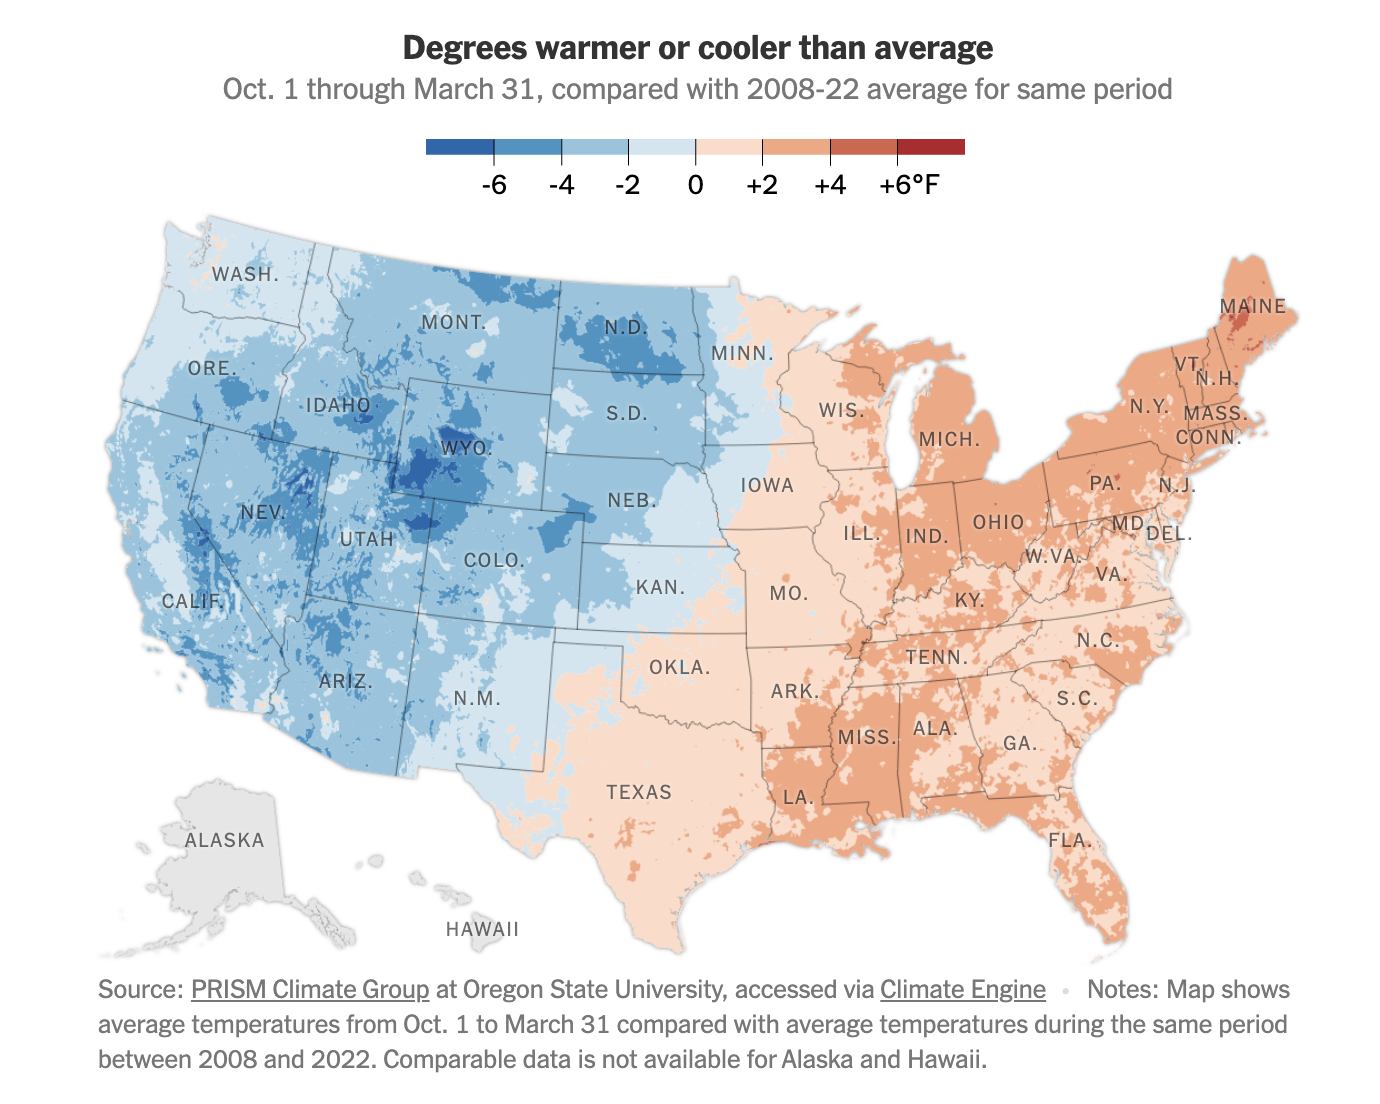 Degrees warmer or cooler than average
Oct. 1 through March 31, compared with 2008-22 average for same period
-6 -4 -2 0 +2 +4 +6°F
WASH.
MONT.
N.D.
MINN.
MAINE
ORE.
IDAHO
WYO.
S.D.
WIS.
MICH.
VT.
N.H.
N.Y.
MASS.
CONN.
NEV.
UTAH
COLO.
NEB.
IOWA
ILL.
IND.
OHIO
PA.
N.J.
MD.
DEL.
W.VA.
VA.
CALIF.
KAN.
MO.
KY.
ARIZ.
N.M.
OKLA.
ARK.
TENN.
N.C.
S.C.
MISS.
ALA.
GA.
TEXAS
LA.
FLA.
ALASKA
HAWAII
Source: PRISM Climate Group at Oregon State University, accessed via Climate Engine • Notes: Map shows
average temperatures from Oct. 1 to March 31 compared with average temperatures during the same period
between 2008 and 2022. Comparable data is not available for Alaska and Hawaii.